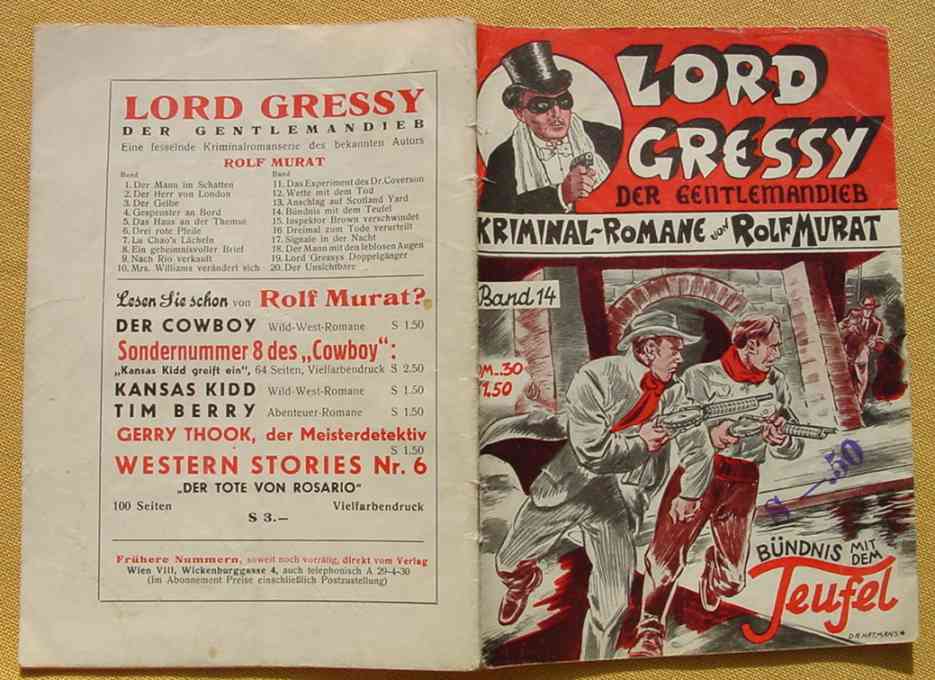 LORD GRESSY
DER GENTLEMANDIEB
Eine fesselnde Kriminalromanserie des bekannten Autors
ROLF MURAT
Band
1. Der Mann im Schatten
2. Der Herr von London
3. Der Geibe
4. Gespenster an Bord
5. Das Haus an der Themse
6. Drei rote Pfeile
7. La Chao's Lächeln
8. Ein geheimnisvoller Brief
9. Nach Rio verkauft
10. Mrs. Williams verändert sich
Band
11. Das Experiment des Dr. Coverson
12. Wette mit dem Tod
13. Anschlag auf Scotland Yard
14. Bündnis mit dem Teufel
15. Inspektor Brown verschwindet
16. Dreimal zum Tode verurteilt
17. Signale in der Nacht
18. Der Mann mit den leblosen Augen
19. Lord Gressys Doppelgänger
20. Der Unsichtbare
Lesen Sie schon von Rolf Murat?
DER COWBOY Wild-West-Romane S 1.50
Sondernummer 8 des „Cowboy":
„Kansas Kidd greift ein", 64 Seiten, Vielfarbendruck S 2.50
KANSAS KIDD Wild-West-Romane S 1.50
TIM BERRY Abenteuer-Romane S 1.50
GERRY THOOK, der Meisterdetektiv
S 1.50
WESTERN STORIES Nr. 6
„DER TOTE VON ROSARIO"
100 Seiten Vielfarbendruck
S 3.—
Frühere Nummern, soweit noch vorrätig, direkt vom Verlag
Wien VIII, Wickenburggasse 4, auch telephonisch A 29-4-30
(Im Abonnement Preise einschließlich Postzustellung)
LORD
GRESSY
DER GENTLEMANDIEB
KRIMINAL-ROMANE VON ROLF MURAT
Band 14
DM -.30
1.50
S -.50
BÜNDNIS MIT DEM
Teufel